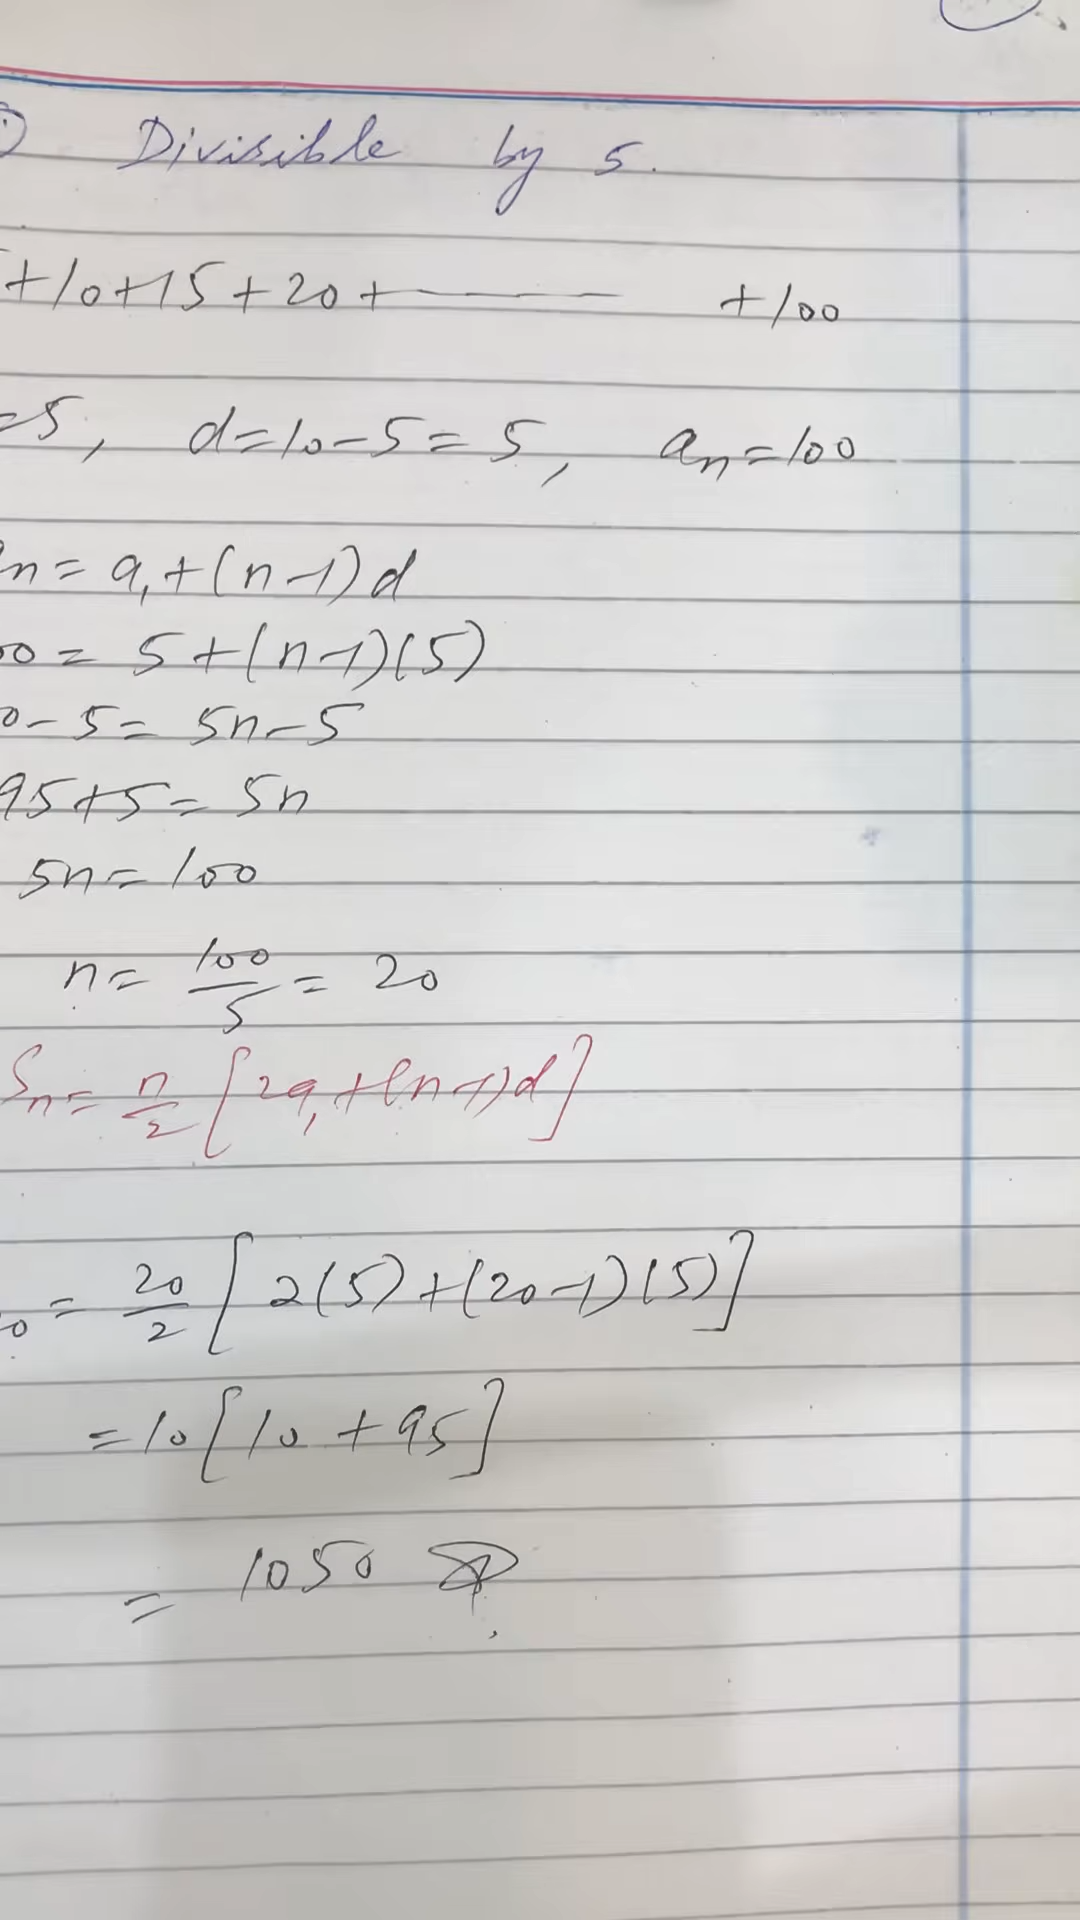 Divisible by 5.
+10+15+20+ ——— +100
=5, d=10-5=5, an=100
n= a1+(n-1)d
00= 5+(n-1)(5)
0-5= 5n-5
95+5= 5n
5n= 100
n= 100/5 = 20
Sn= n/2 [2a1+(n-1)d]
0= 20/2 [2(5)+(20-1)(5)]
=10[10+95]
= 1050